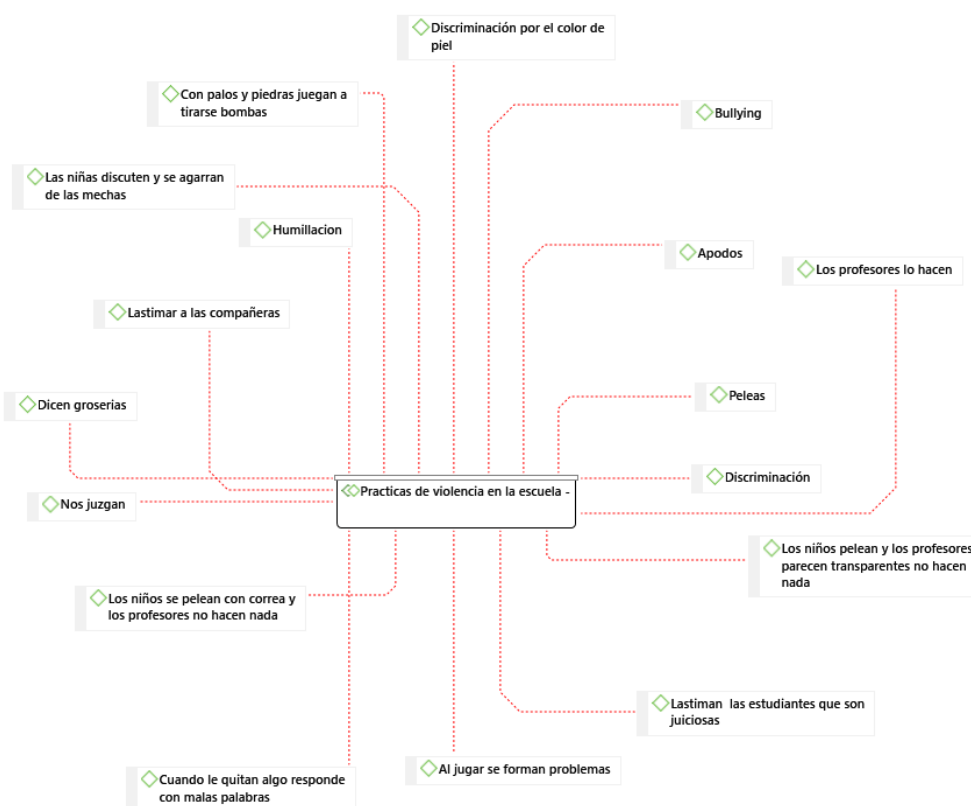 Discriminación por el color de
piel
Con palos y piedras juegan a
tirarse bombas
Bullying
Las niñas discuten y se agarran
de las mechas
Humillacion
Apodos
Los profesores lo hacen
Lastimar a las compañeras
Peleas
Dicen groserias
Discriminación
Practicas de violencia en la escuela -
Nos juzgan
Los niños pelean y los profesores
parecen transparentes no hacen
nada
Los niños se pelean con correa y
los profesores no hacen nada
Lastiman las estudiantes que son
juiciosas
Al jugar se forman problemas
Cuando le quitan algo responde
con malas palabras